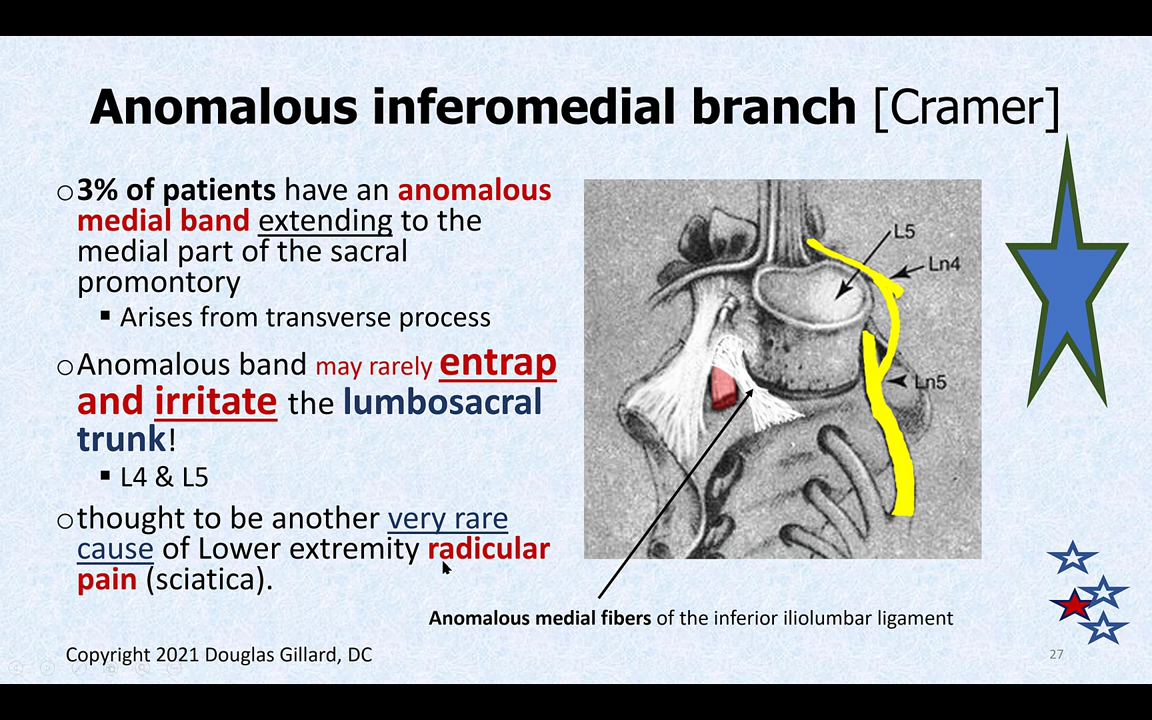 Anomalous inferomedial branch [Cramer]
○3% of patients have an anomalous
medial band extending to the
medial part of the sacral
promontory
▪ Arises from transverse process
○Anomalous band may rarely entrap
and irritate the lumbosacral
trunk!
▪ L4 & L5
○thought to be another very rare
cause of Lower extremity radicular
pain (sciatica).
L5
Ln4
Ln5
Anomalous medial fibers of the inferior iliolumbar ligament
Copyright 2021 Douglas Gillard, DC
27